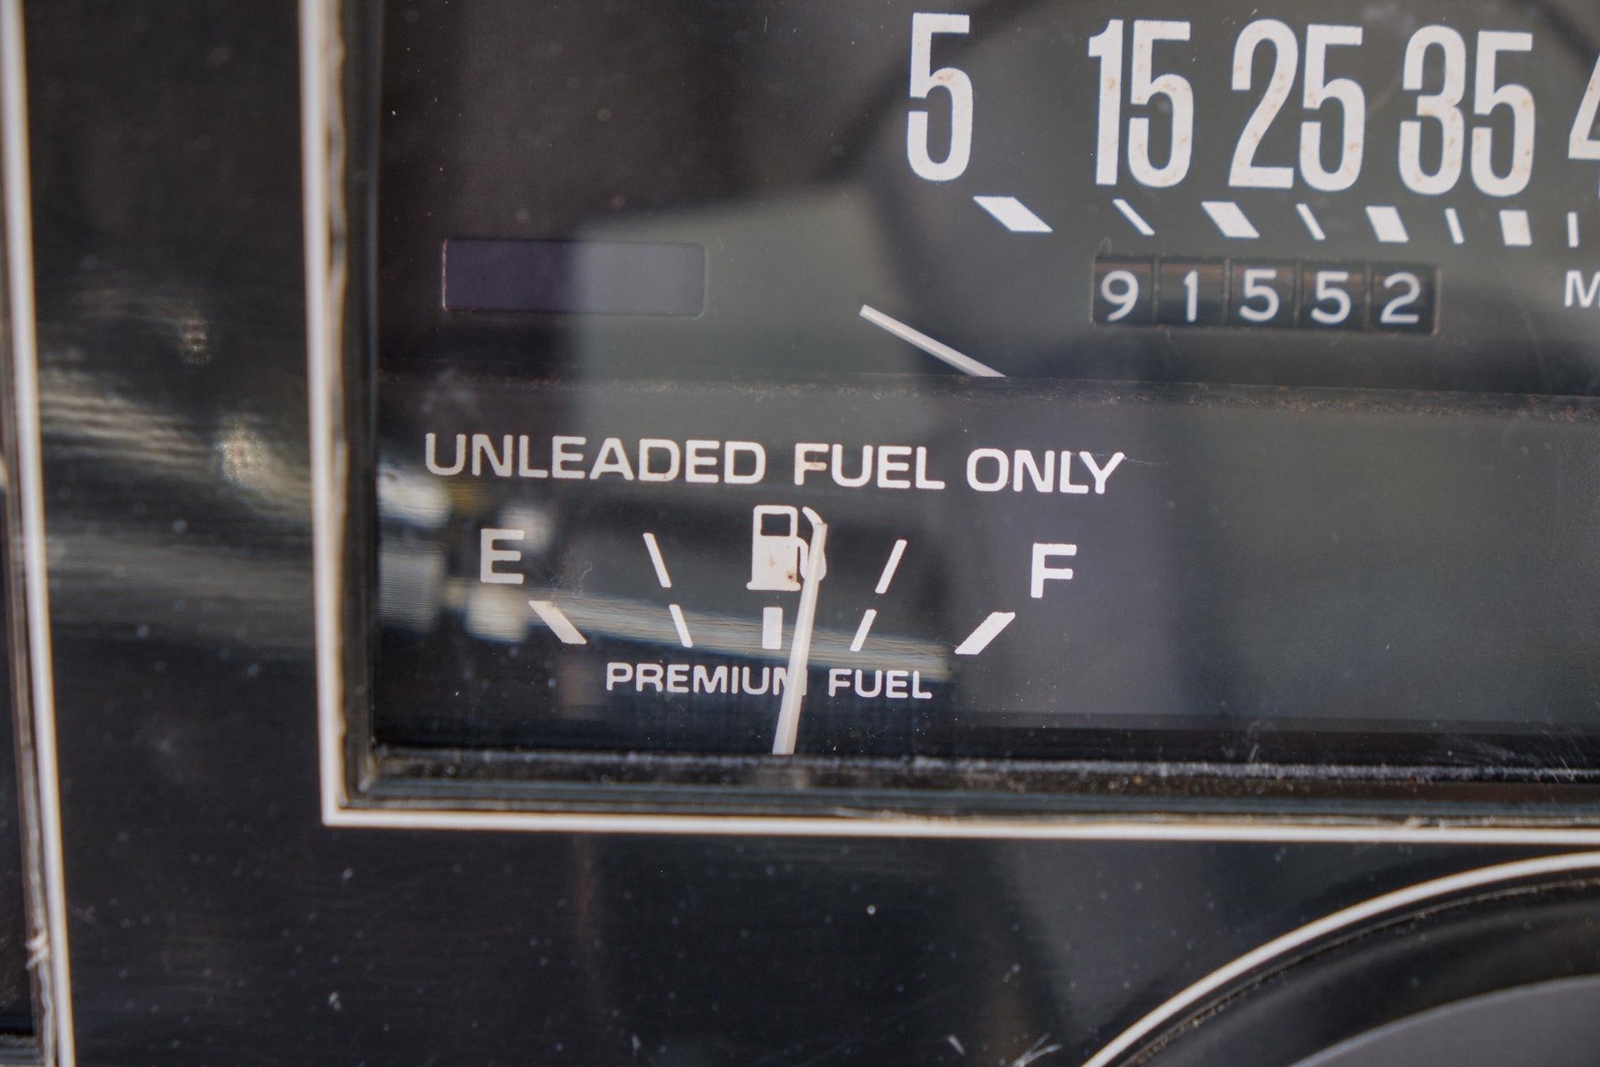 5 15 25 35
91552
UNLEADED FUEL ONLY
E F
PREMIUM FUEL